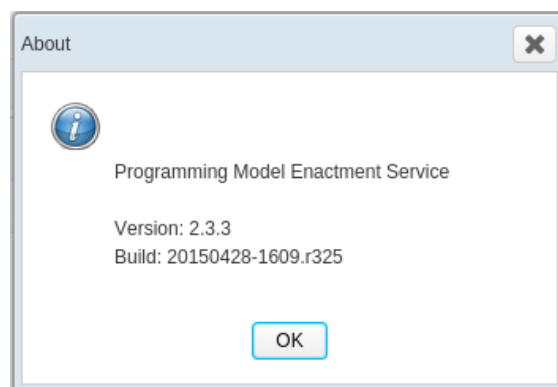 About
Programming Model Enactment Service
Version: 2.3.3
Build: 20150428-1609.r325
OK